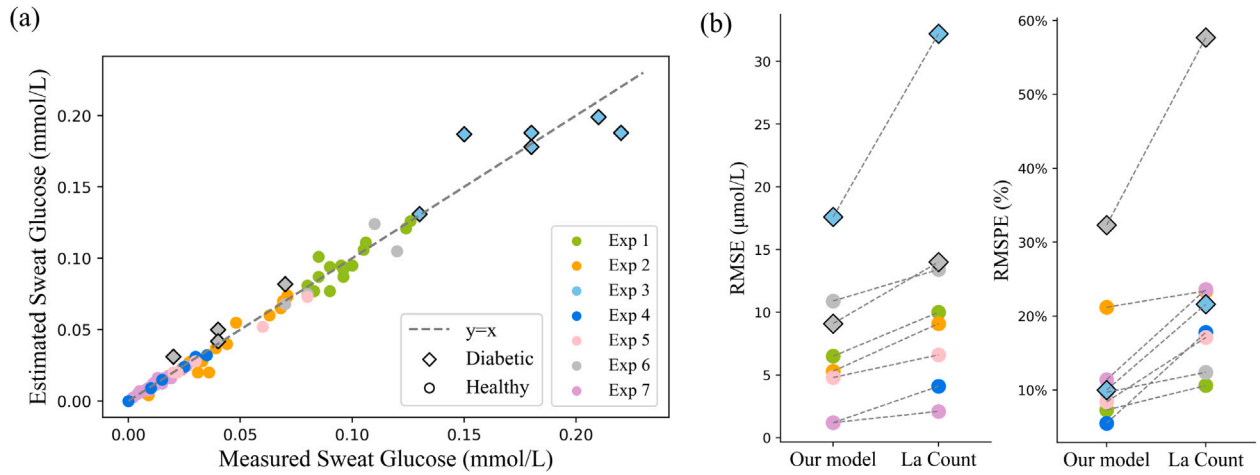 (a)
Estimated Sweat Glucose (mmol/L)
0.20
0.15
0.10
0.05
0.00
0.00 0.05 0.10 0.15 0.20
Measured Sweat Glucose (mmol/L)
y=x
Diabetic
Healthy
Exp 1
Exp 2
Exp 3
Exp 4
Exp 5
Exp 6
Exp 7
(b)
RMSE (μmol/L)
30
25
20
15
10
5
0
Our model La Count
RMSPE (%)
60%
50%
40%
30%
20%
10%
Our model La Count